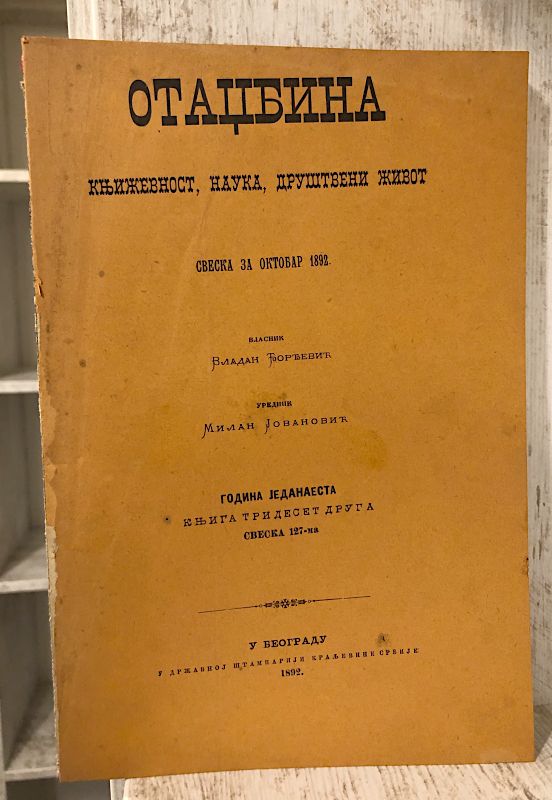 ОТАЏБИНА
КЊИЖЕВНОСТ, НАУКА, ДРУШТВЕНИ ЖИВОТ
СВЕСКА ЗА ОКТОБАР 1892.
ВЛАСНИК
ВЛАДАН ЂОРЂЕВИЋ
УРЕДНИК
МИЛАН ЈОВАНОВИЋ
ГОДИНА ЈЕДАНАЕСТА
КЊИГА ТРИДЕСЕТ ДРУГА
СВЕСКА 127-ма
У БЕОГРАДУ
У ДРЖАВНОЈ ШТАМПАРИЈИ КРАЉЕВИНЕ СРБИЈЕ
1892.